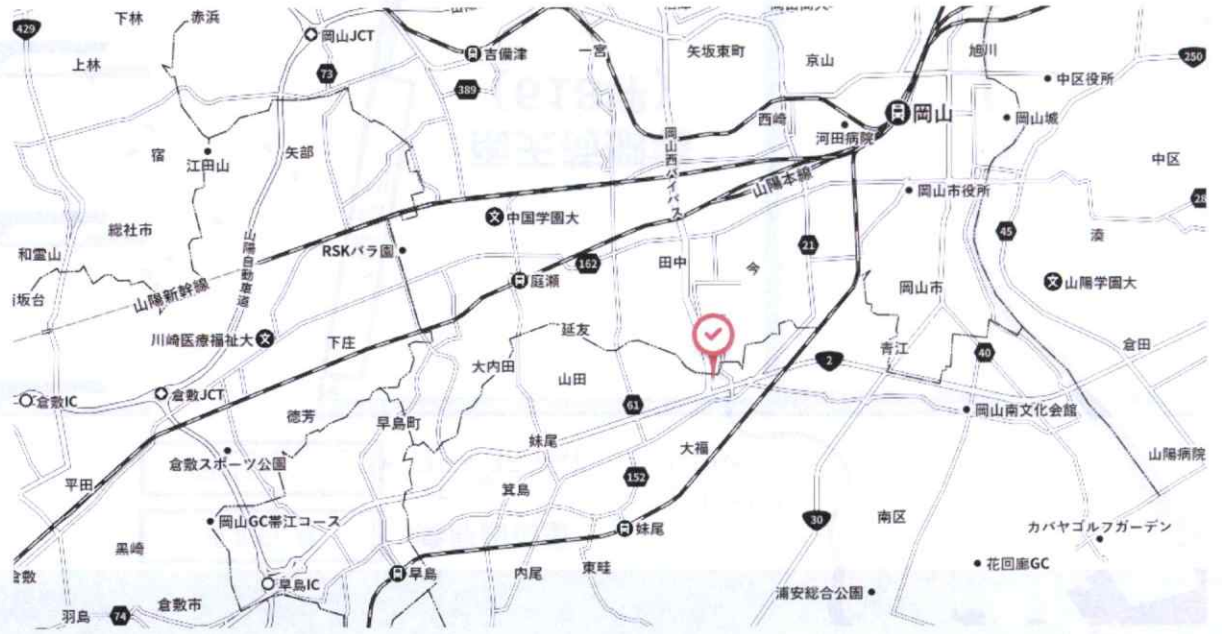 429
下林
赤浜
岡山JCT
上林
73
吉備津
389
一宮
矢坂東町
京山
旭川
250
中区役所
岡山
岡山城
西崎
河田病院
中区
宿
江田山
矢部
岡山西バイパス
山陽本線
岡山市役所
28
総社市
中国学園大
RSKバラ園
和霊山
山陽自動車道
162
田中
今
21
45
湊
山陽新幹線
庭瀬
岡山市
山陽学園大
川崎医療福祉大
下庄
延友
大内田
山田
2
青江
40
倉田
倉敷IC
倉敷JCT
徳芳
早島町
61
岡山南文化会館
妹尾
大福
山陽病院
倉敷スポーツ公園
平田
箕島
152
岡山GC帯江コース
30
南区
カバヤゴルフガーデン
黒崎
妹尾
早島IC
早島
内尾
東畦
花回廊GC
浦安総合公園
羽島
74
倉敷市